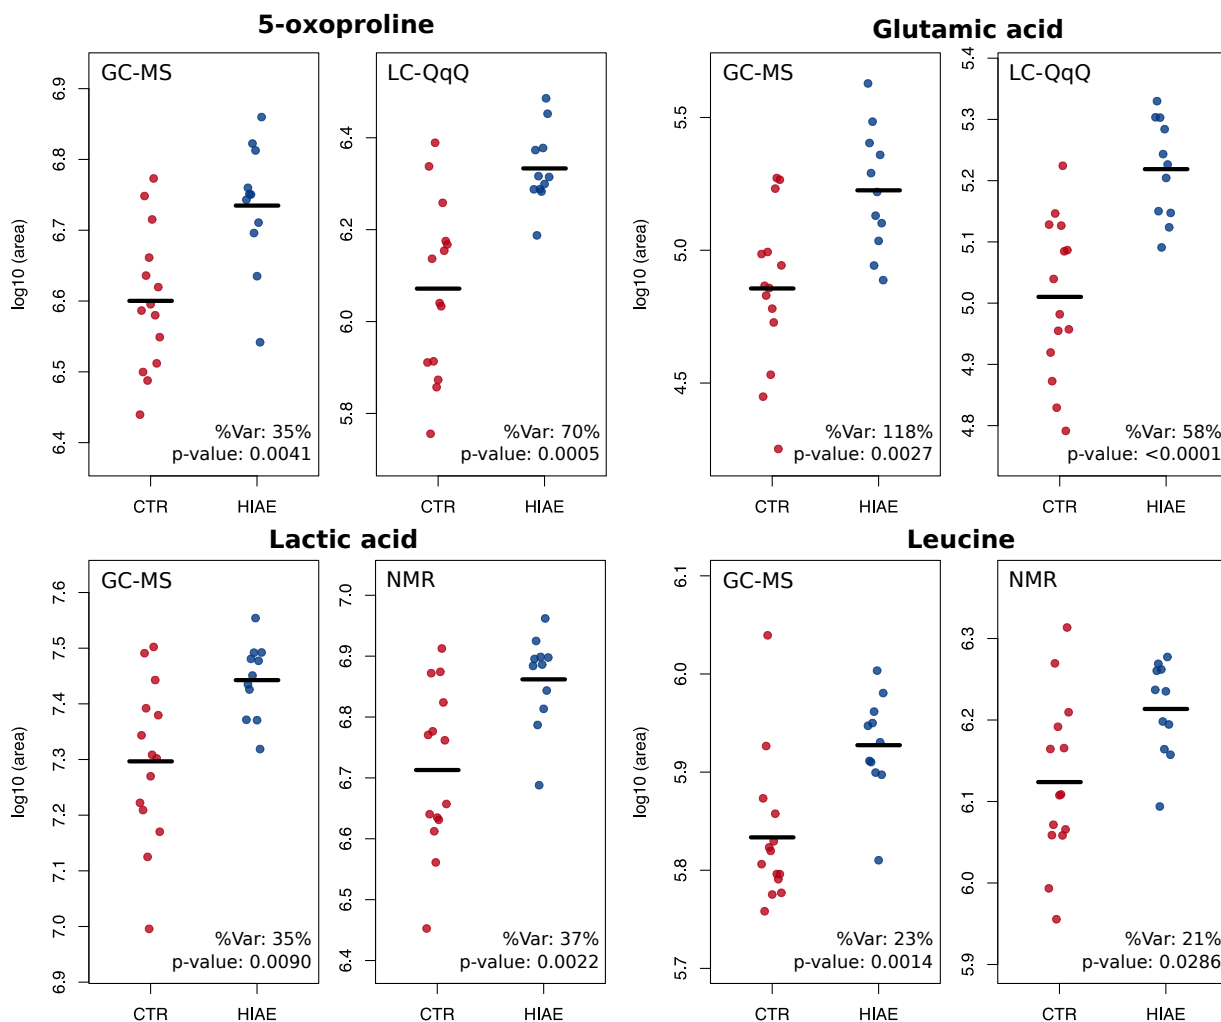 5-oxoproline
Glutamic acid
GC-MS
LC-QqQ
GC-MS
LC-QqQ
log10 (area)
6.9
6.8
6.7
6.6
6.5
6.4
6.4
6.2
6.0
5.8
log10 (area)
5.5
5.0
4.5
5.4
5.3
5.2
5.1
5.0
4.9
4.8
%Var: 35%
p-value: 0.0041
%Var: 70%
p-value: 0.0005
%Var: 118%
p-value: 0.0027
%Var: 58%
p-value: <0.0001
CTR HIAE
CTR HIAE
CTR HIAE
CTR HIAE
Lactic acid
Leucine
GC-MS
NMR
GC-MS
NMR
log10 (area)
7.6
7.5
7.4
7.3
7.2
7.1
7.0
6.9
7.0
6.9
6.8
6.7
6.6
6.5
6.4
log10 (area)
6.1
6.0
5.9
5.8
5.7
6.3
6.2
6.1
6.0
5.9
%Var: 35%
p-value: 0.0090
%Var: 37%
p-value: 0.0022
%Var: 23%
p-value: 0.0014
%Var: 21%
p-value: 0.0286
CTR HIAE
CTR HIAE
CTR HIAE
CTR HIAE